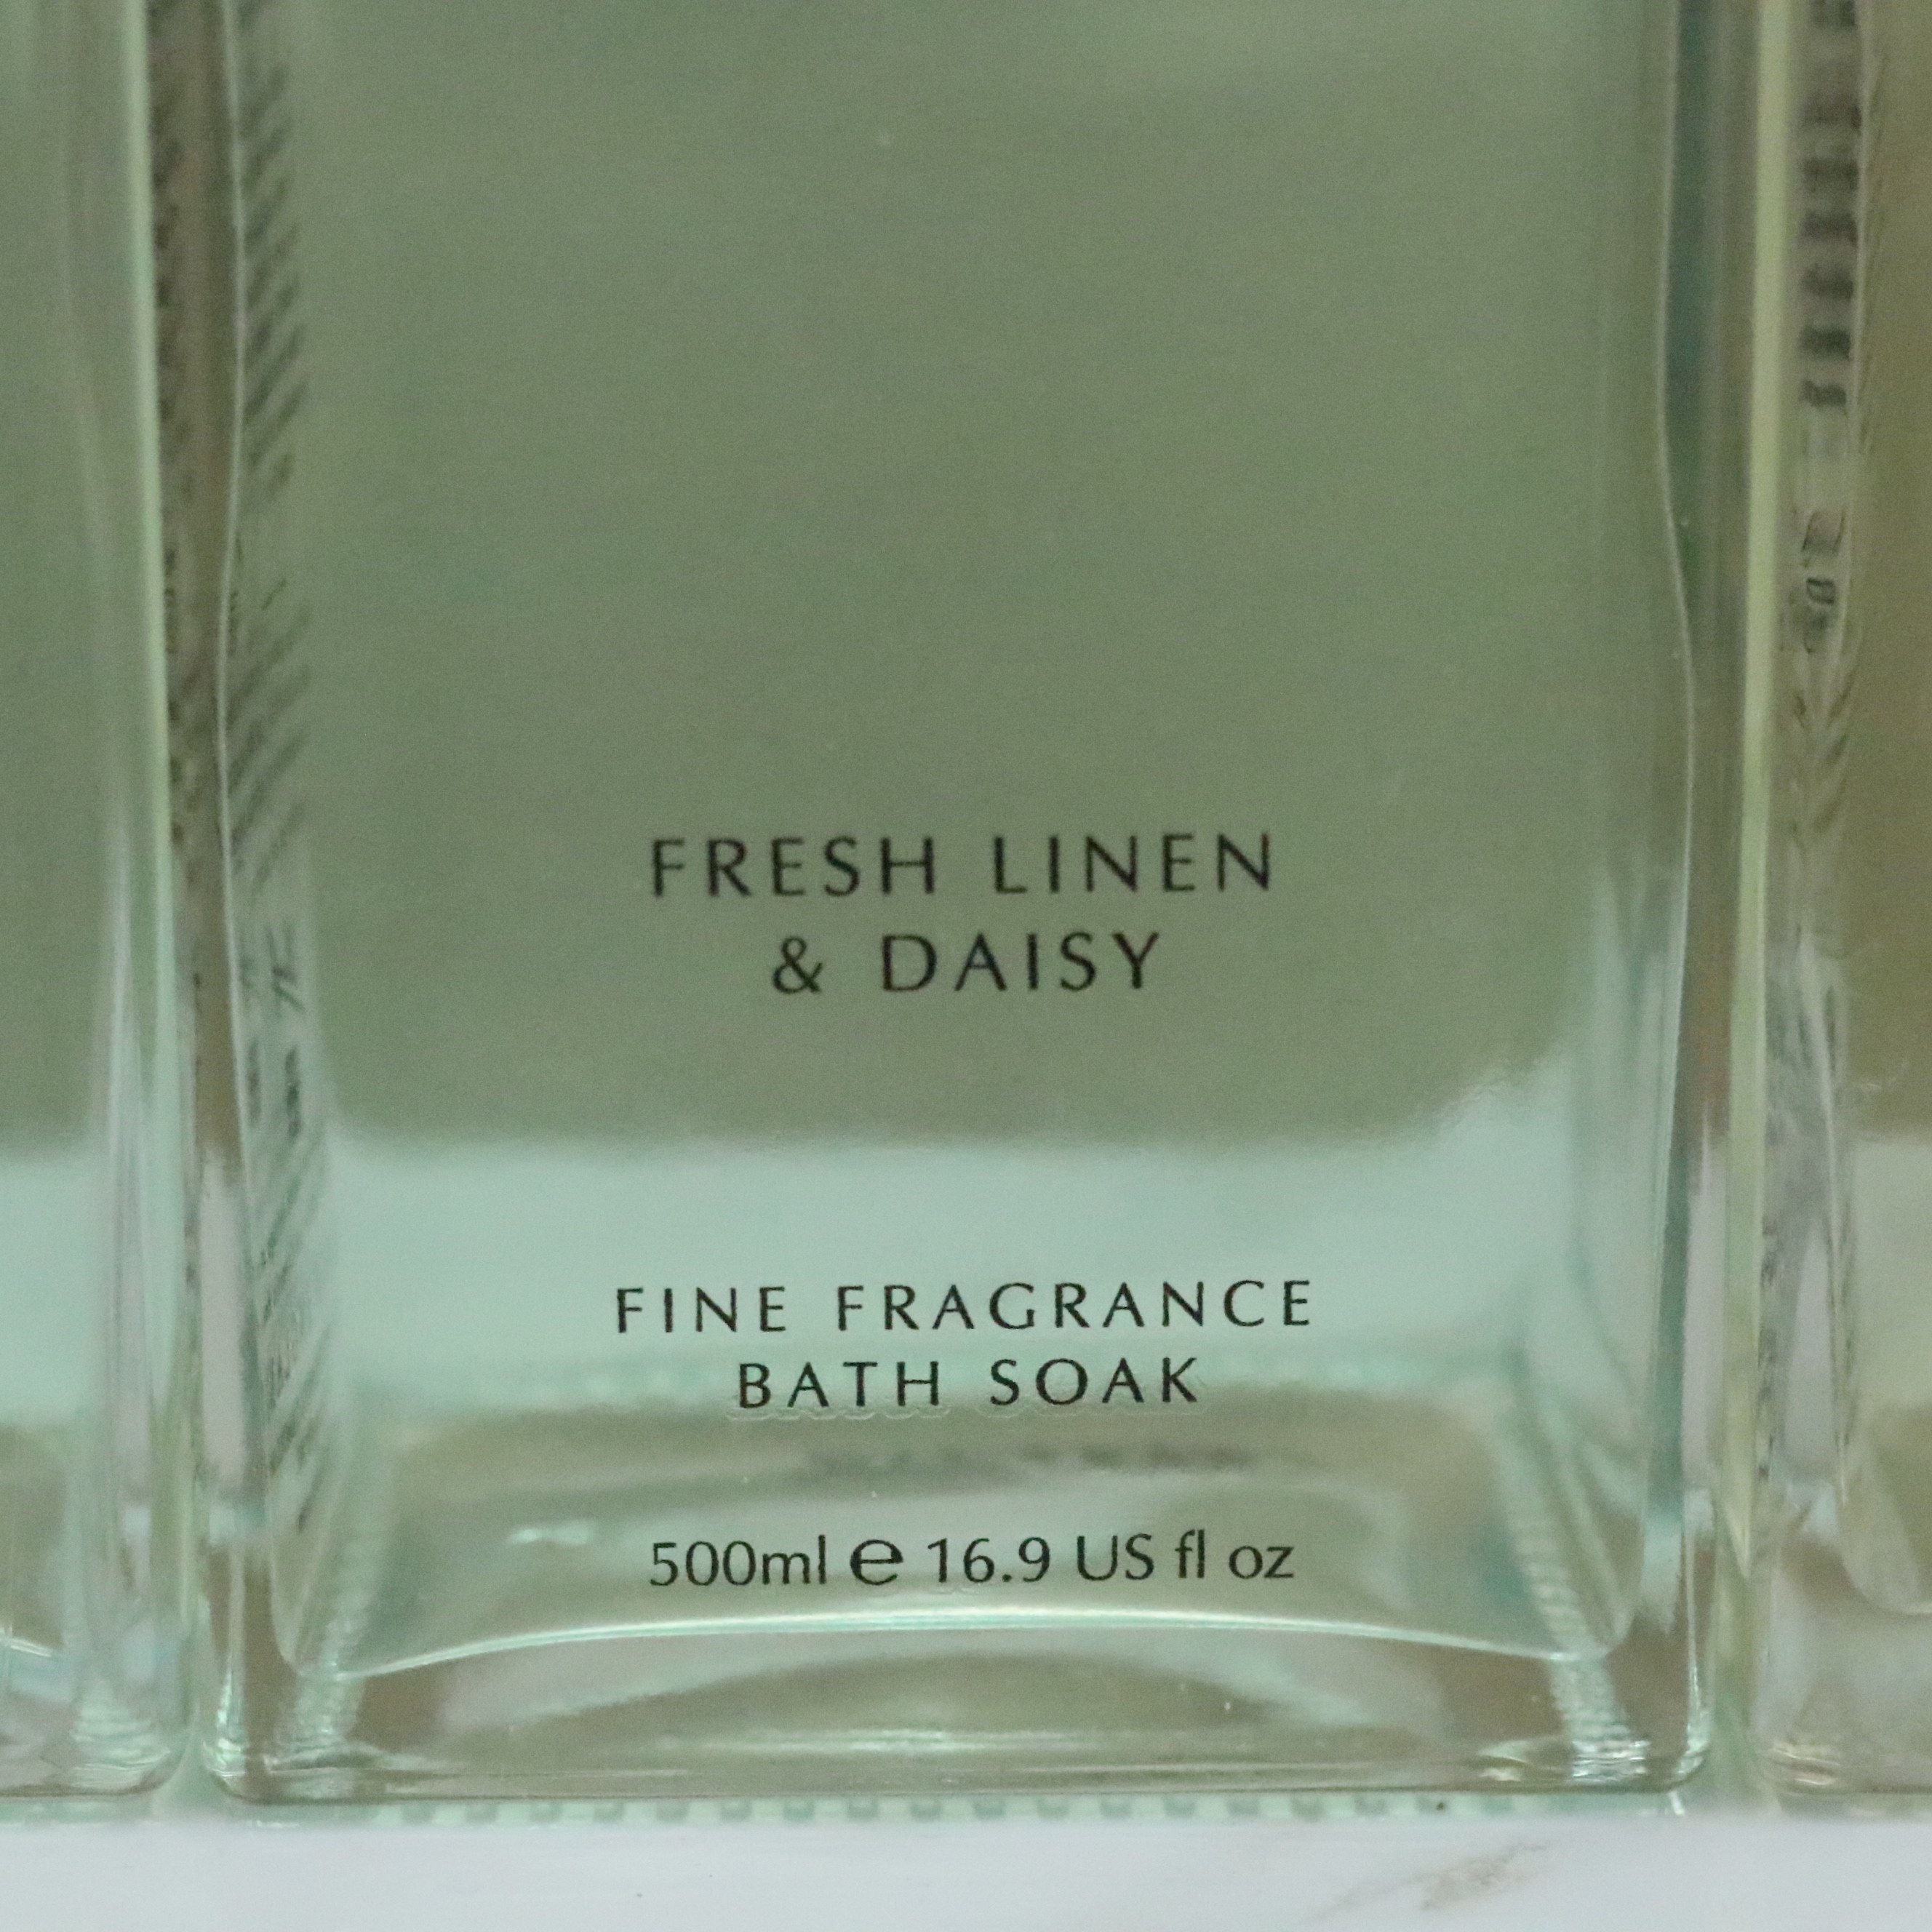 FRESH LINEN
& DAISY
FINE FRAGRANCE
BATH SOAK
500ml e 16.9 US fl oz